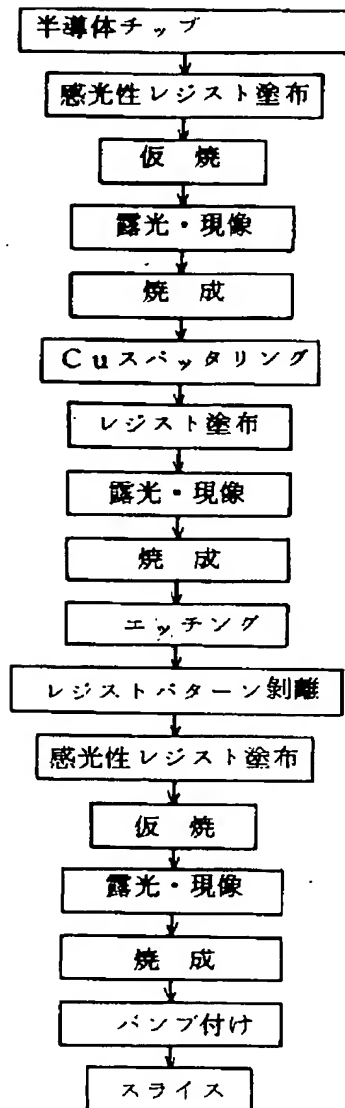 半導体チップ
感光性レジスト塗布
仮 焼
露光・現像
焼 成
Cuスパッタリング
レジスト塗布
露光・現像
焼 成
エッチング
レジストパターン剝離
感光性レジスト塗布
仮 焼
露光・現像
焼 成
バンプ付け
スライス